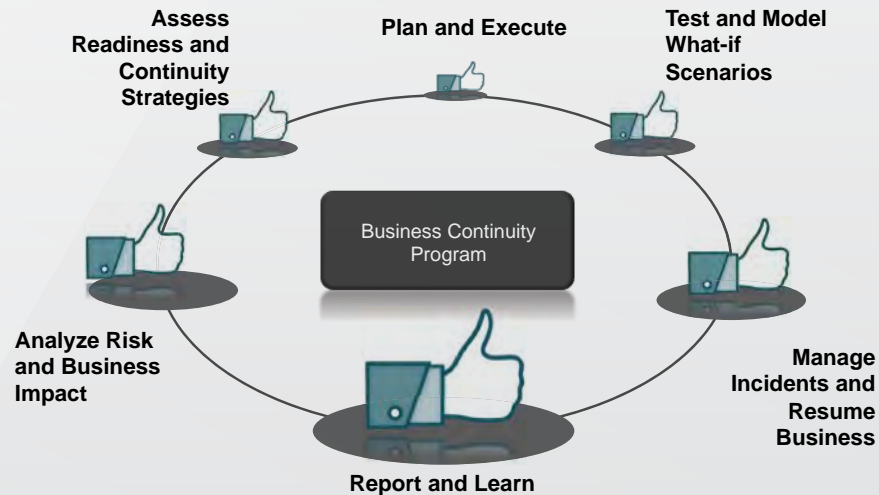 Assess
Readiness and
Continuity
Strategies
Plan and Execute
Test and Model
What-if
Scenarios
Business Continuity
Program
Analyze Risk
and Business
Impact
Manage
Incidents and
Resume
Business
Report and Learn